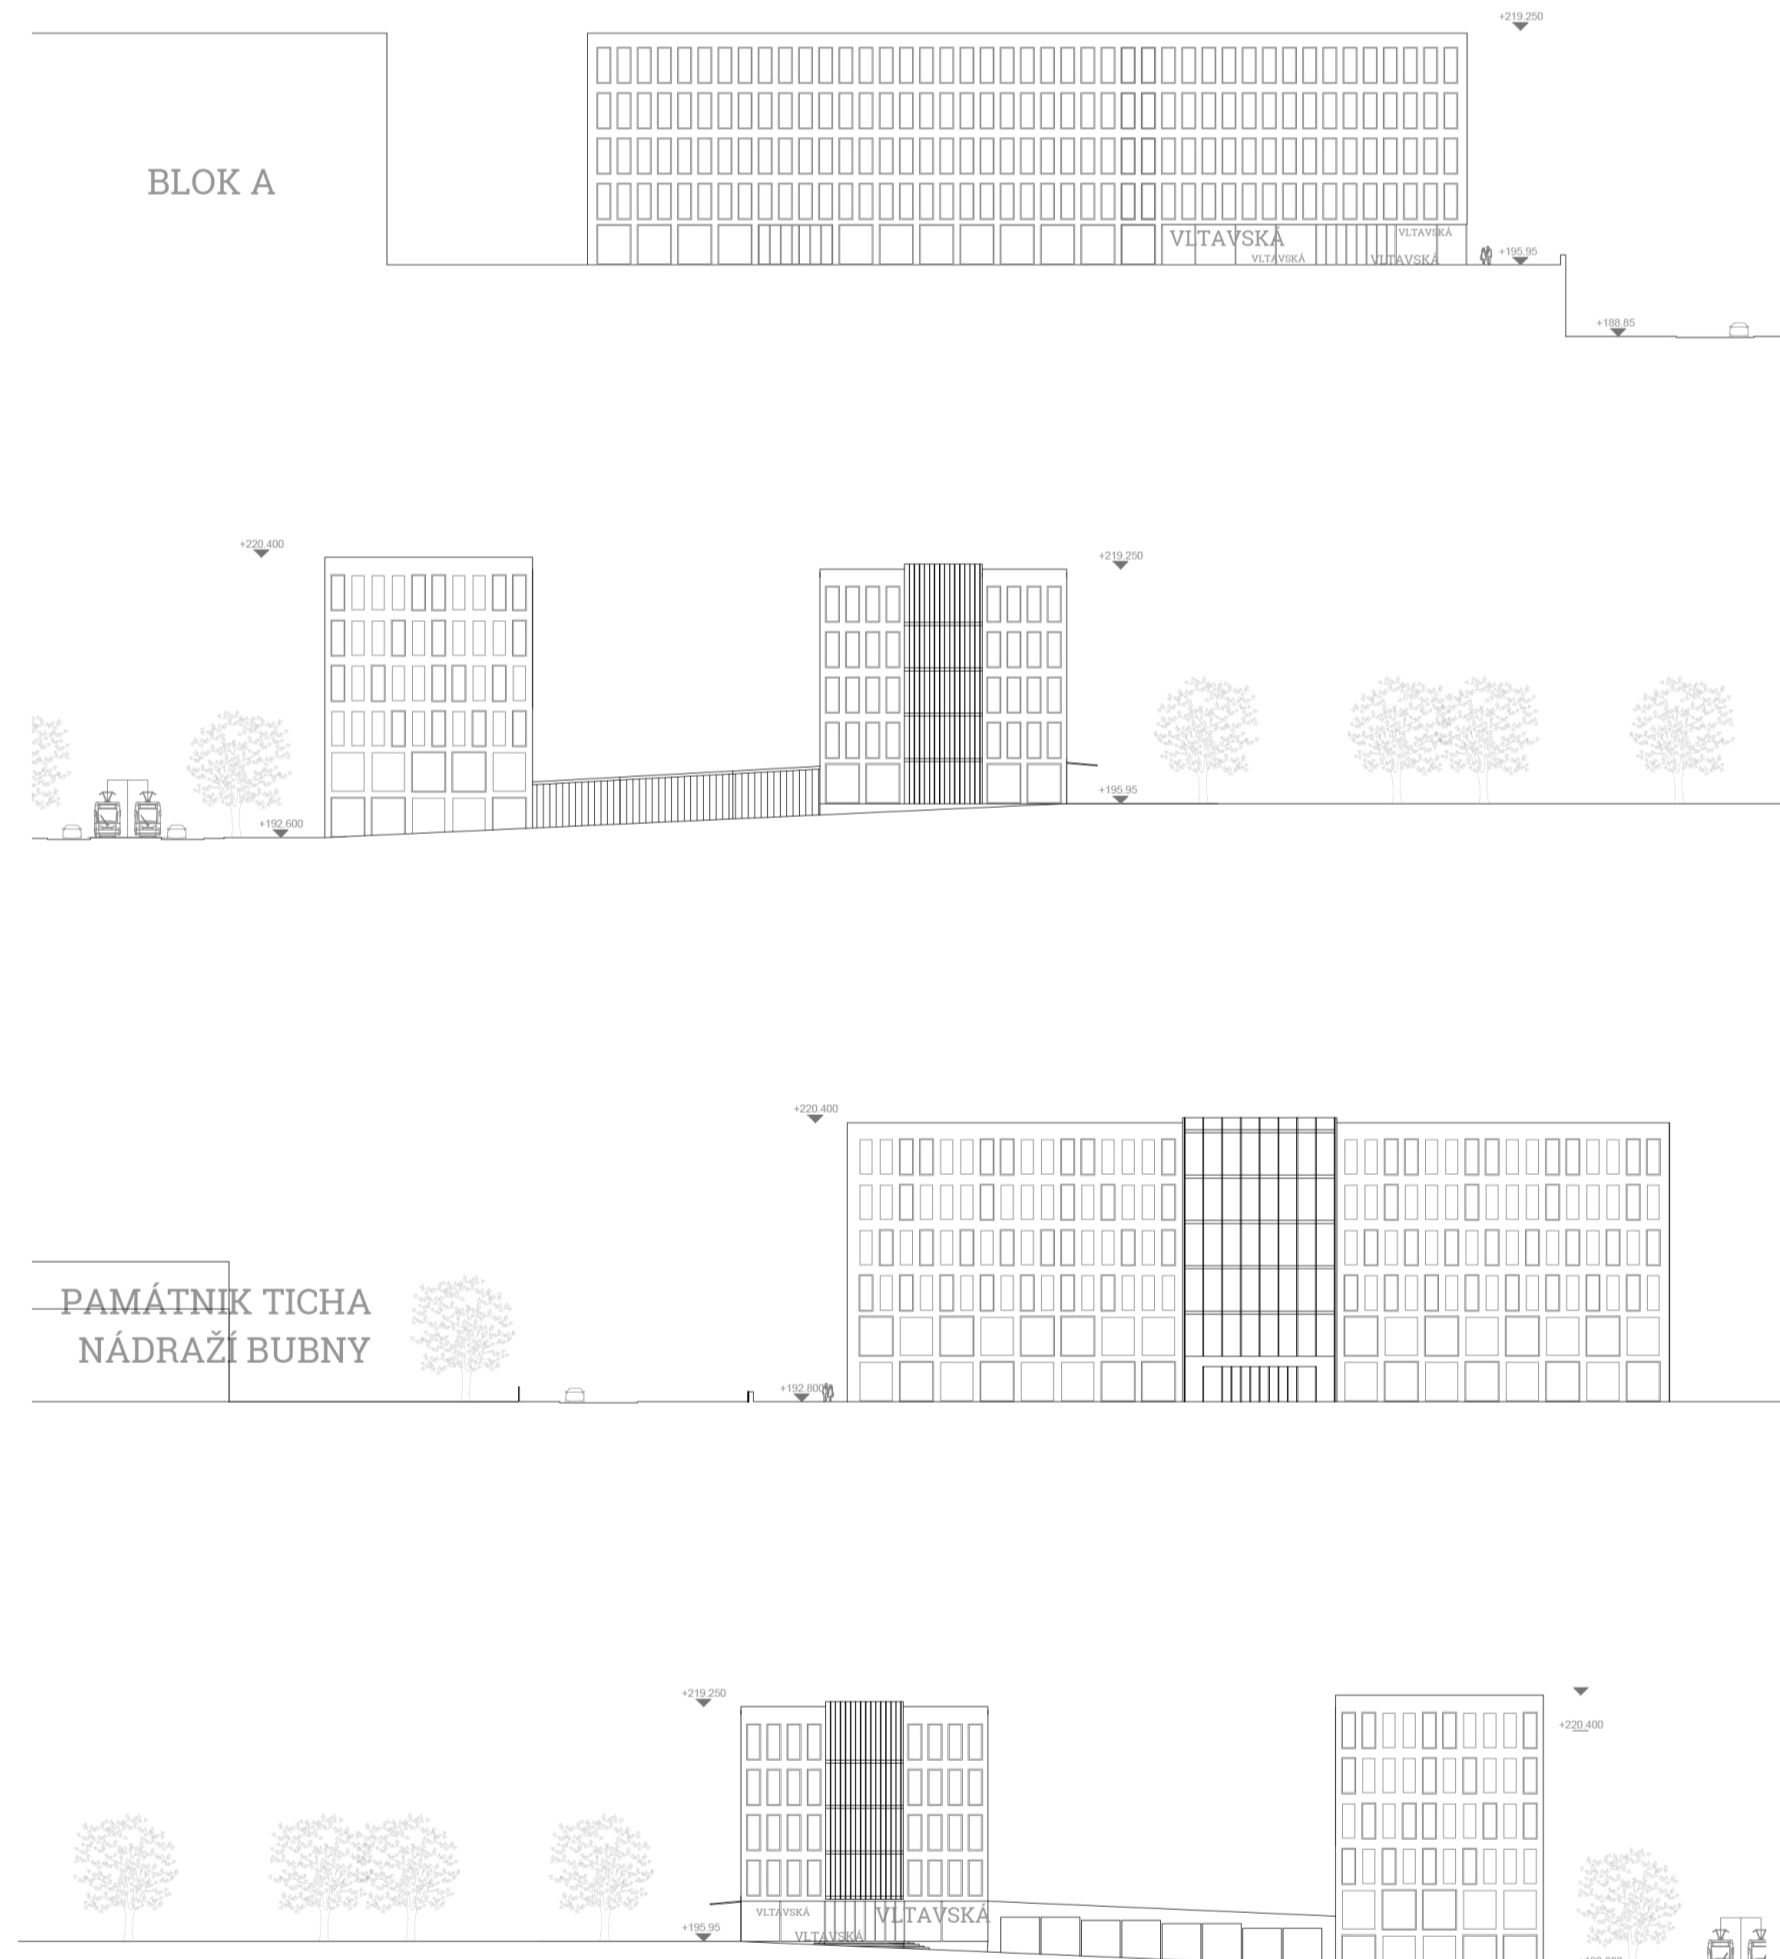 +219.250
BLOK A
VLTAVSKÁ
VLTAVSKÁ
VLTAVSKÁ
VLTAVSKÁ
+195.95
+188.85
+220.400
+219.250
+195.95
+192.600
+220.400
PAMÁTNIK TICHA
NÁDRAŽÍ BUBNY
+192.800
+219.250
+220.400
VLTAVSKÁ
VLTAVSKÁ
VLTAVSKÁ
+195.95